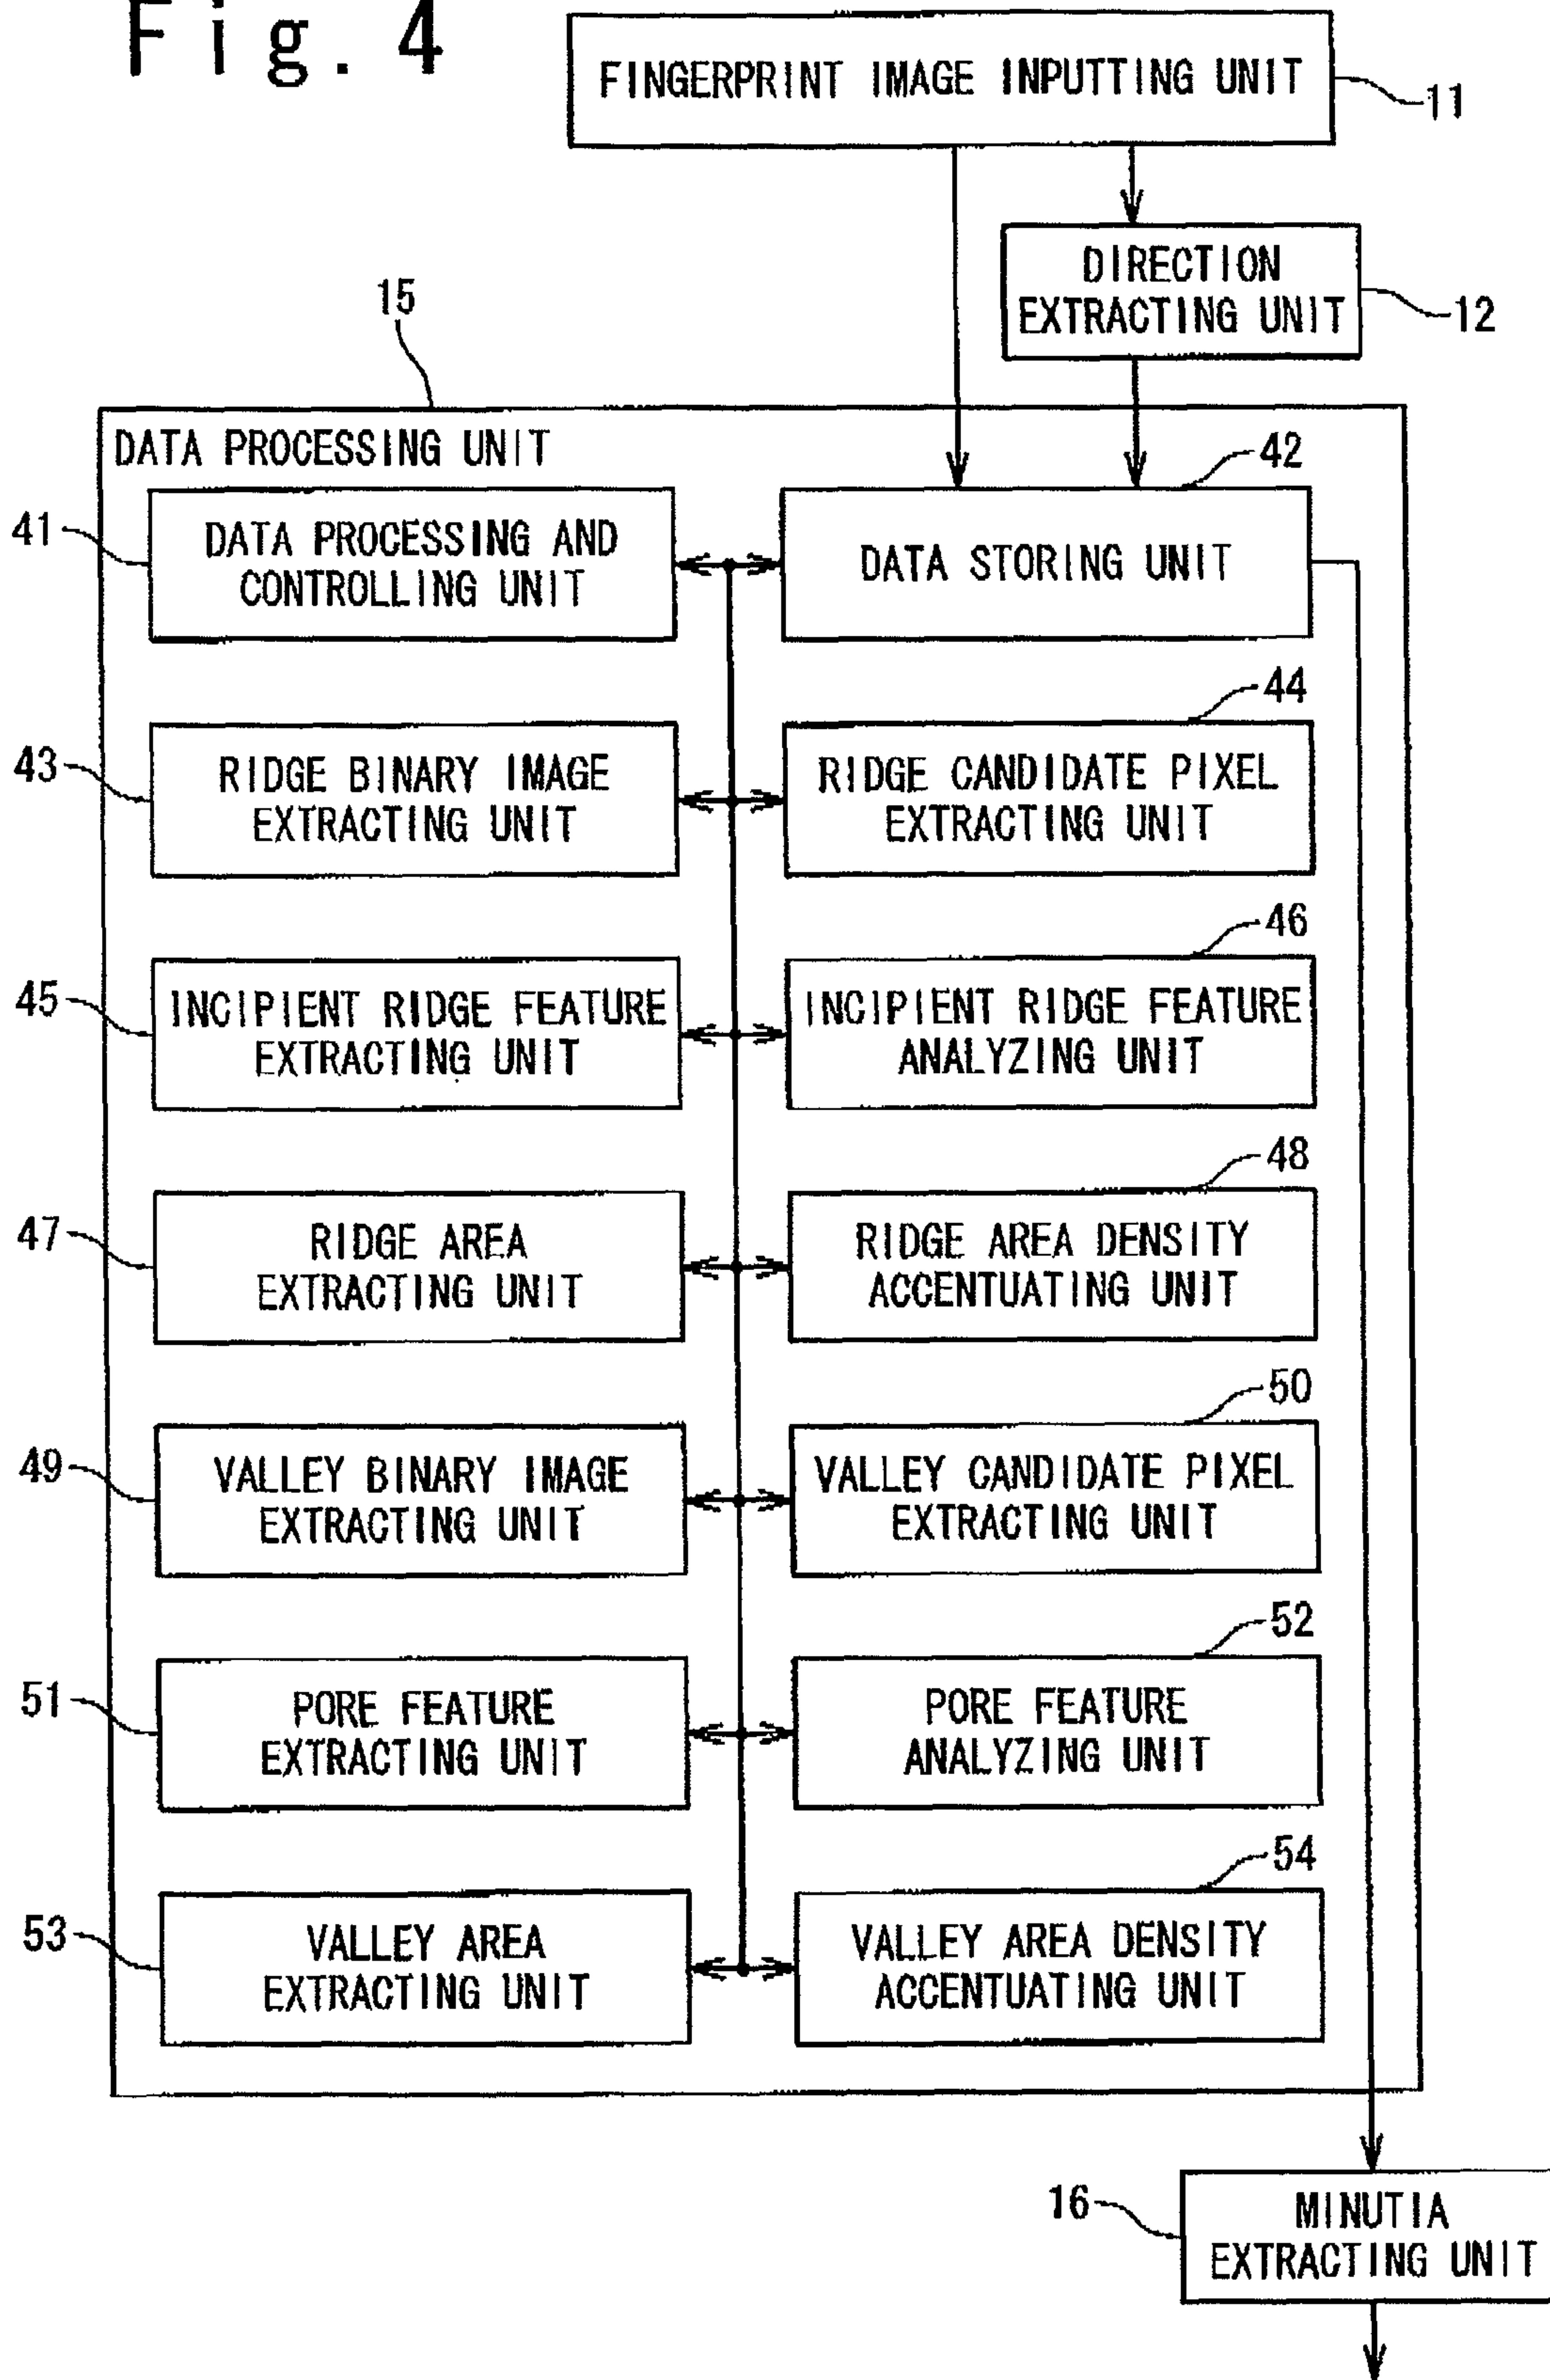 Fig. 4
FINGERPRINT IMAGE INPUTTING UNIT
11
DIRECTION
EXTRACTING UNIT
12
15
DATA PROCESSING UNIT
41
DATA PROCESSING AND
CONTROLLING UNIT
42
DATA STORING UNIT
43
RIDGE BINARY IMAGE
EXTRACTING UNIT
44
RIDGE CANDIDATE PIXEL
EXTRACTING UNIT
45
INCIPIENT RIDGE FEATURE
EXTRACTING UNIT
46
INCIPIENT RIDGE FEATURE
ANALYZING UNIT
47
RIDGE AREA
EXTRACTING UNIT
48
RIDGE AREA DENSITY
ACCENTUATING UNIT
49
VALLEY BINARY IMAGE
EXTRACTING UNIT
50
VALLEY CANDIDATE PIXEL
EXTRACTING UNIT
51
PORE FEATURE
EXTRACTING UNIT
52
PORE FEATURE
ANALYZING UNIT
53
VALLEY AREA
EXTRACTING UNIT
54
VALLEY AREA DENSITY
ACCENTUATING UNIT
16
MINUTIA
EXTRACTING UNIT